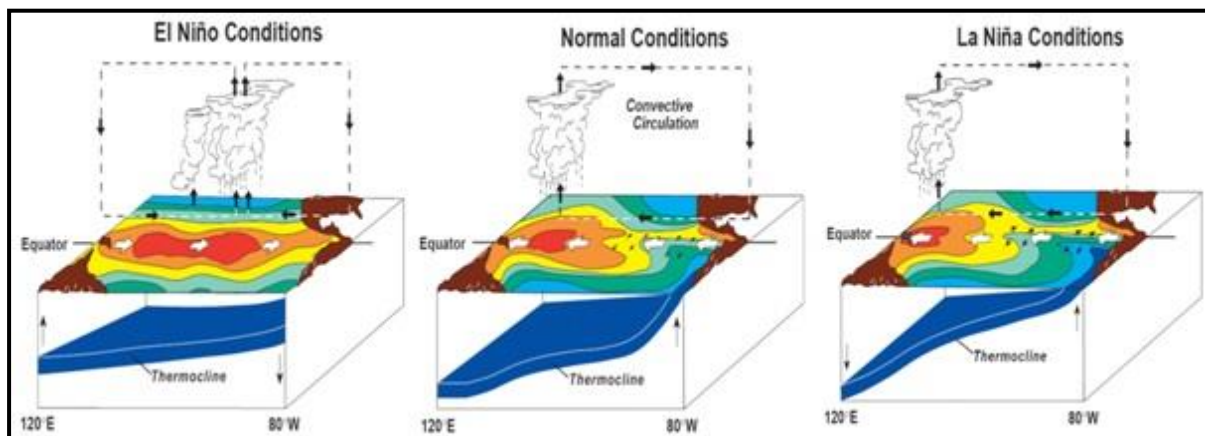 El Niño Conditions
Equator
Thermocline
120°E
80°W
Normal Conditions
Convective
Circulation
Equator
Thermocline
120°E
80°W
La Niña Conditions
Equator
Thermocline
120°E
80°W